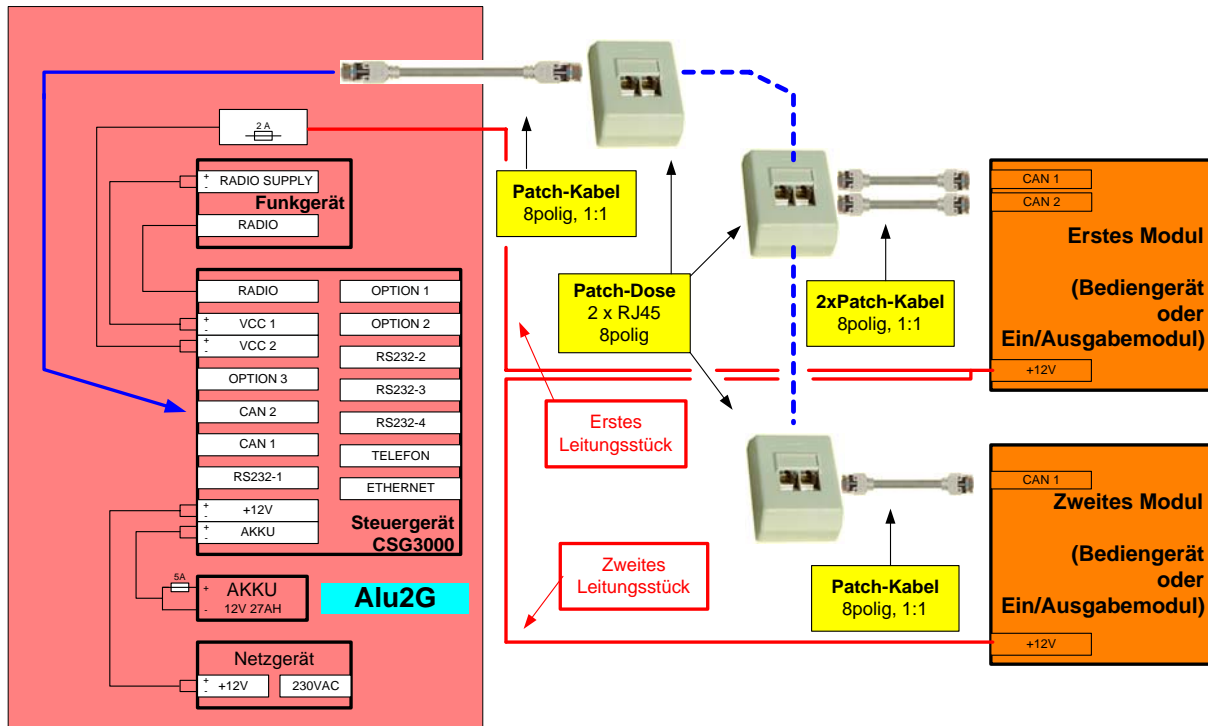 2 A
+
-
RADIO SUPPLY
Funkgerät
RADIO
RADIO
+
-
VCC 1
+
-
VCC 2
OPTION 3
CAN 2
CAN 1
RS232-1
+
-
+12V
+
-
AKKU
OPTION 1
OPTION 2
RS232-2
RS232-3
RS232-4
TELEFON
ETHERNET
Steuergerät
CSG3000
5A
+
-
AKKU
12V 27AH
Alu2G
Netzgerät
+
-
+12V
230VAC
Patch-Kabel
8polig, 1:1
Patch-Dose
2 x RJ45
8polig
2xPatch-Kabel
8polig, 1:1
Erstes
Leitungsstück
Zweites
Leitungsstück
Patch-Kabel
8polig, 1:1
CAN 1
CAN 2
Erstes Modul
(Bediengerät
oder
Ein/Ausgabemodul)
+12V
CAN 1
Zweites Modul
(Bediengerät
oder
Ein/Ausgabemodul)
+12V